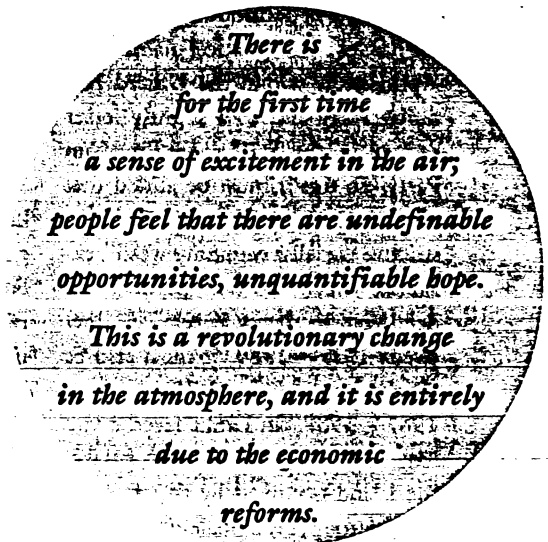 There is
for the first time
a sense of excitement in the air;
people feel that there are undefinable
opportunities, unquantifiable hope.
This is a revolutionary change
in the atmosphere, and it is entirely
due to the economic
reforms.